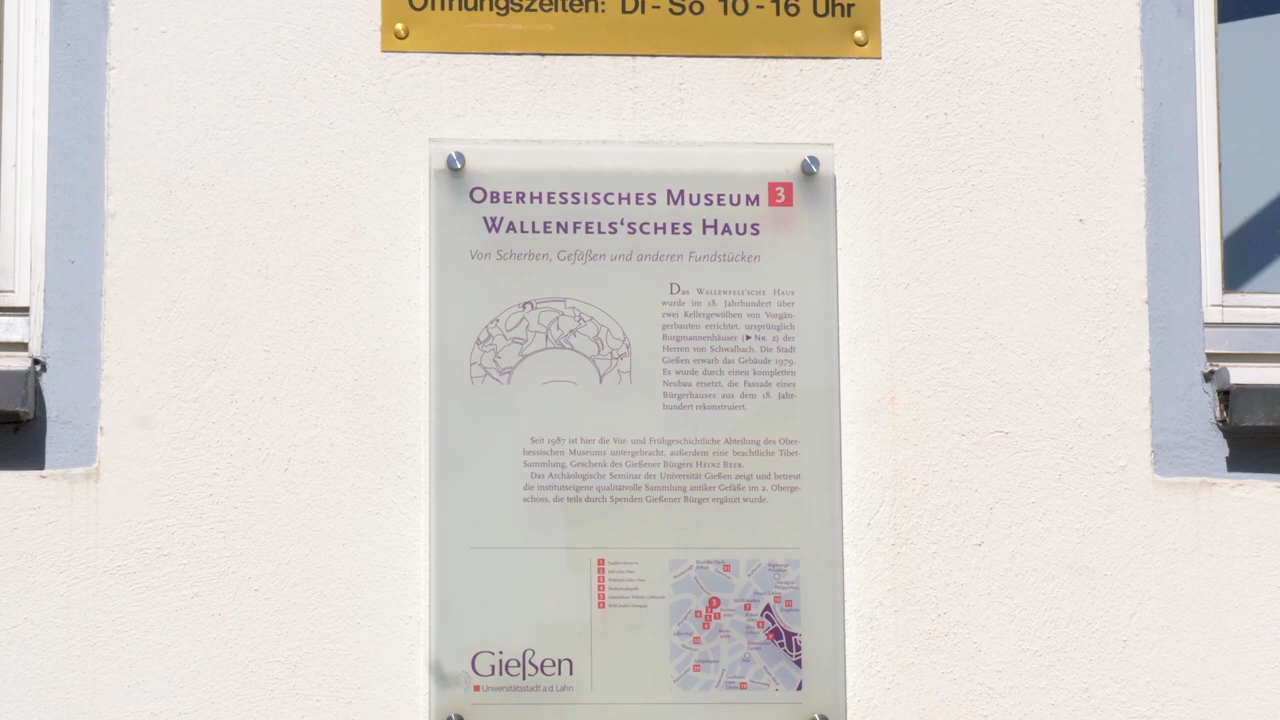 Öffnungszeiten: Di - So 10 - 16 Uhr
OBERHESSISCHES MUSEUM 3
WALLENFELS‘SCHES HAUS
Von Scherben, Gefäßen und anderen Fundstücken
DAS WALLENFELS'SCHE HAUS
wurde im 18. Jahrhundert über
zwei Kellergewölben von Vorgän-
gerbauten errichtet, ursprünglich
Burgmannenhäuser (▶ NR. 2) der
Herren von Schwalbach. Die Stadt
Gießen erwarb das Gebäude 1979.
Es wurde durch einen kompletten
Neubau ersetzt, die Fassade eines
Bürgerhauses aus dem 18. Jahr-
hundert rekonstruiert.
Seit 1987 ist hier die Vor- und Frühgeschichtliche Abteilung des Ober-
hessischen Museums untergebracht, außerdem eine beachtliche Tibet-
Sammlung, Geschenk des Gießener Bürgers HEINZ BEER.
Das Archäologische Seminar der Universität Gießen zeigt und betreut
die institutseigene qualitätvolle Sammlung antiker Gefäße im 2. Oberge-
schoss, die teils durch Spenden Gießener Bürger ergänzt wurde.
1
2
3
4
5
6
Gießen
Universitätsstadt a.d. Lahn